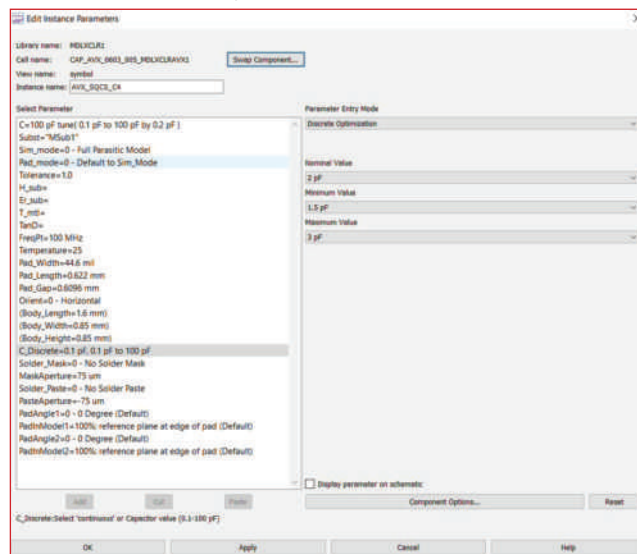 Edit Instance Parameters
Library name: MDLXCLR1
Cell name: CAP_AVX_0603_005_MDLXCLRAVX1 Swap Component...
View name: symbol
Instance name: AVX_SQCS_C4
Select Parameter
C=100 pF tune{ 0.1 pF to 100 pF by 0.2 pF }
Subst="MSub1"
Sim_mode=0 - Full Parasitic Model
Pad_mode=0 - Default to Sim_Mode
Tolerance=1.0
H_sub=
Er_sub=
T_mtl=
TanD=
FreqPt=100 MHz
Temperature=25
Pad_Width=44.6 mil
Pad_Length=0.622 mm
Pad_Gap=0.6096 mm
Orient=0 - Horizontal
(Body_Length=1.6 mm)
(Body_Width=0.85 mm)
(Body_Height=0.85 mm)
C_Discrete=0.1 pF, 0.1 pF to 100 pF
Solder_Mask=0 - No Solder Mask
MaskAperture=75 um
Solder_Paste=0 - No Solder Paste
PasteAperture=-75 um
PadAngle1=0 - 0 Degree (Default)
PadInModel1=100%: reference plane at edge of pad (Default)
PadAngle2=0 - 0 Degree (Default)
PadInModel2=100%: reference plane at edge of pad (Default)
Add Cut Paste
C_Discrete:Select 'continuous' or Capacitor value (0.1-100 pF)
Parameter Entry Mode
Discrete Optimization
Nominal Value
2 pF
Minimum Value
1.5 pF
Maximum Value
3 pF
Display parameter on schematic
Component Options... Reset
OK Apply Cancel Help